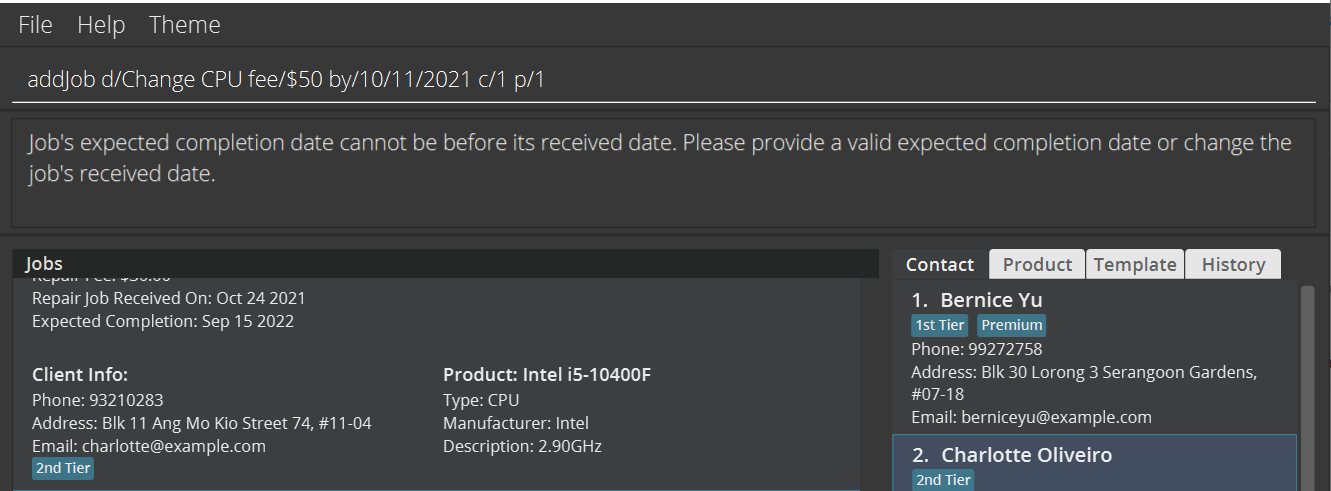 File Help Theme
addJob d/Change CPU fee/$50 by/10/11/2021 c/1 p/1
Job's expected completion date cannot be before its received date. Please provide a valid expected completion date or change the
job's received date.
Jobs
Repair Fee: $50.00
Repair Job Received On: Oct 24 2021
Expected Completion: Sep 15 2022
Client Info:
Phone: 93210283
Address: Blk 11 Ang Mo Kio Street 74, #11-04
Email: charlotte@example.com
2nd Tier
Product: Intel i5-10400F
Type: CPU
Manufacturer: Intel
Description: 2.90GHz
Contact Product Template History
1. Bernice Yu
1st Tier Premium
Phone: 99272758
Address: Blk 30 Lorong 3 Serangoon Gardens,
#07-18
Email: berniceyu@example.com
2. Charlotte Oliveiro
2nd Tier